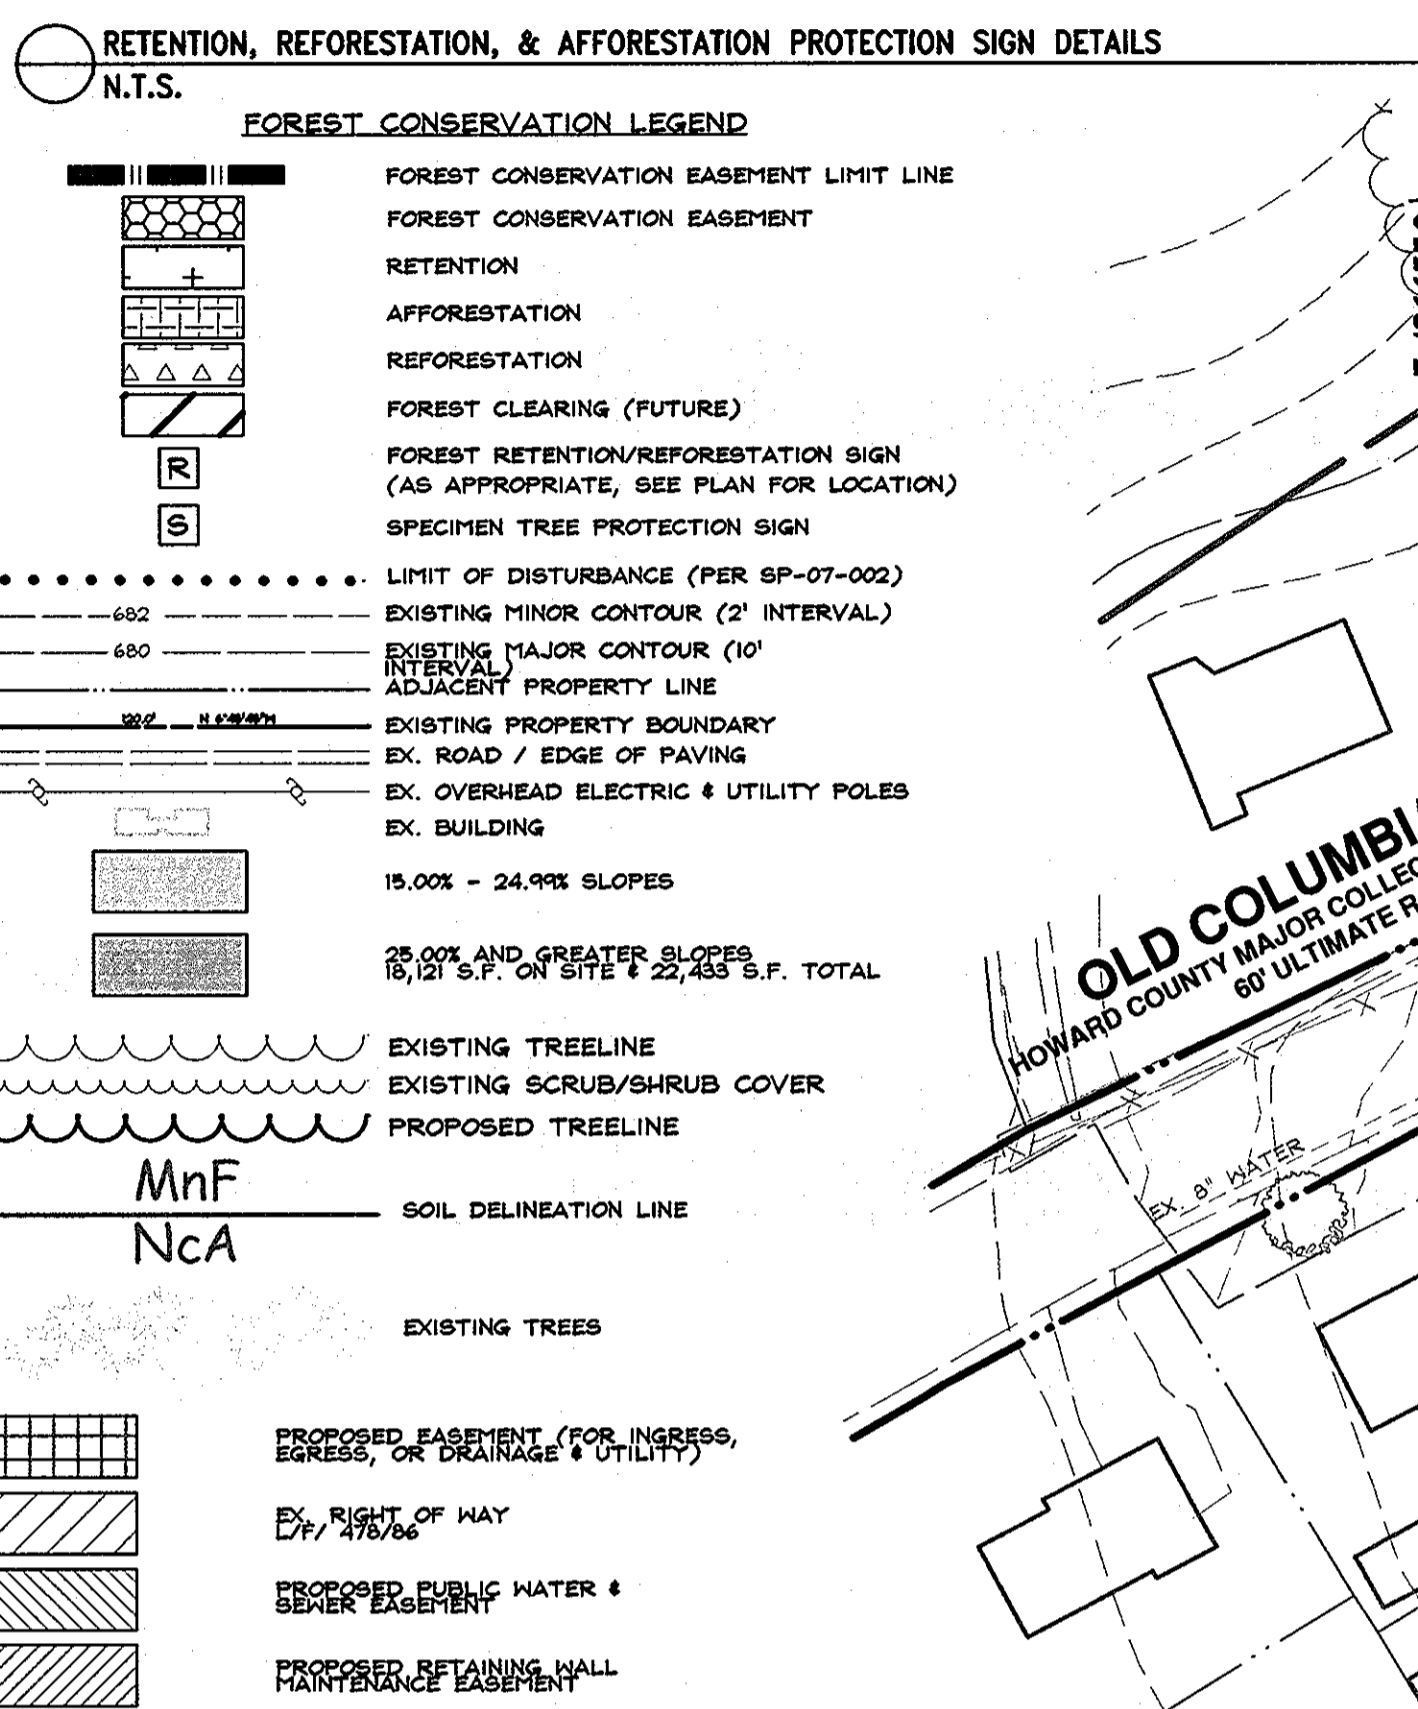 RETENTION, REFORESTATION, & AFFORESTATION PROTECTION SIGN DETAILS
N.T.S.
FOREST CONSERVATION LEGEND
FOREST CONSERVATION EASEMENT LIMIT LINE
FOREST CONSERVATION EASEMENT
RETENTION
AFFORESTATION
REFORESTATION
FOREST CLEARING (FUTURE)
R
FOREST RETENTION/REFORESTATION SIGN
(AS APPROPRIATE, SEE PLAN FOR LOCATION)
S
SPECIMEN TREE PROTECTION SIGN
LIMIT OF DISTURBANCE (PER SP-07-002)
682
EXISTING MINOR CONTOUR (2' INTERVAL)
680
EXISTING MAJOR CONTOUR (10'
INTERVAL)
ADJACENT PROPERTY LINE
EXISTING PROPERTY BOUNDARY
EX. ROAD / EDGE OF PAVING
EX. OVERHEAD ELECTRIC & UTILITY POLES
EX. BUILDING
15.00% - 24.99% SLOPES
25.00% AND GREATER SLOPES
18,121 S.F. ON SITE & 22,433 S.F. TOTAL
EXISTING TREELINE
EXISTING SCRUB/SHRUB COVER
PROPOSED TREELINE
MnF
SOIL DELINEATION LINE
NcA
EXISTING TREES
PROPOSED EASEMENT (FOR INGRESS,
EGRESS, OR DRAINAGE & UTILITY)
EX. RIGHT OF WAY
L/F/ 478/86
PROPOSED PUBLIC WATER &
SEWER EASEMENT
PROPOSED RETAINING WALL
MAINTENANCE EASEMENT
OLD COLUMBI
HOWARD COUNTY MAJOR COLLEC
60' ULTIMATE R
EX. 8" WATER